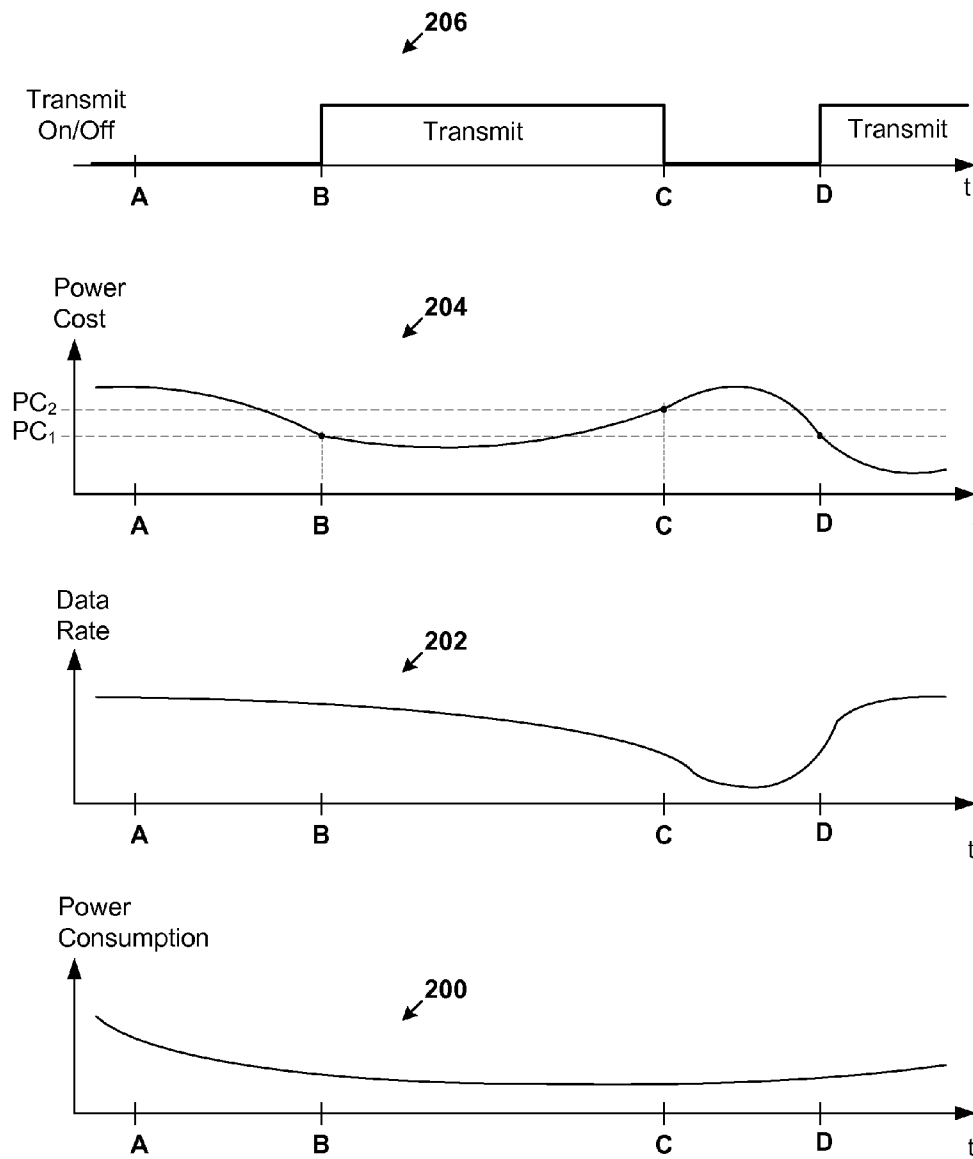 206
Transmit
On/Off
Transmit
Transmit
A
B
C
D
t
Power
Cost
204
PC₂
PC₁
A
B
C
D
Data
Rate
202
A
B
C
D
t
Power
Consumption
200
A
B
C
D
t